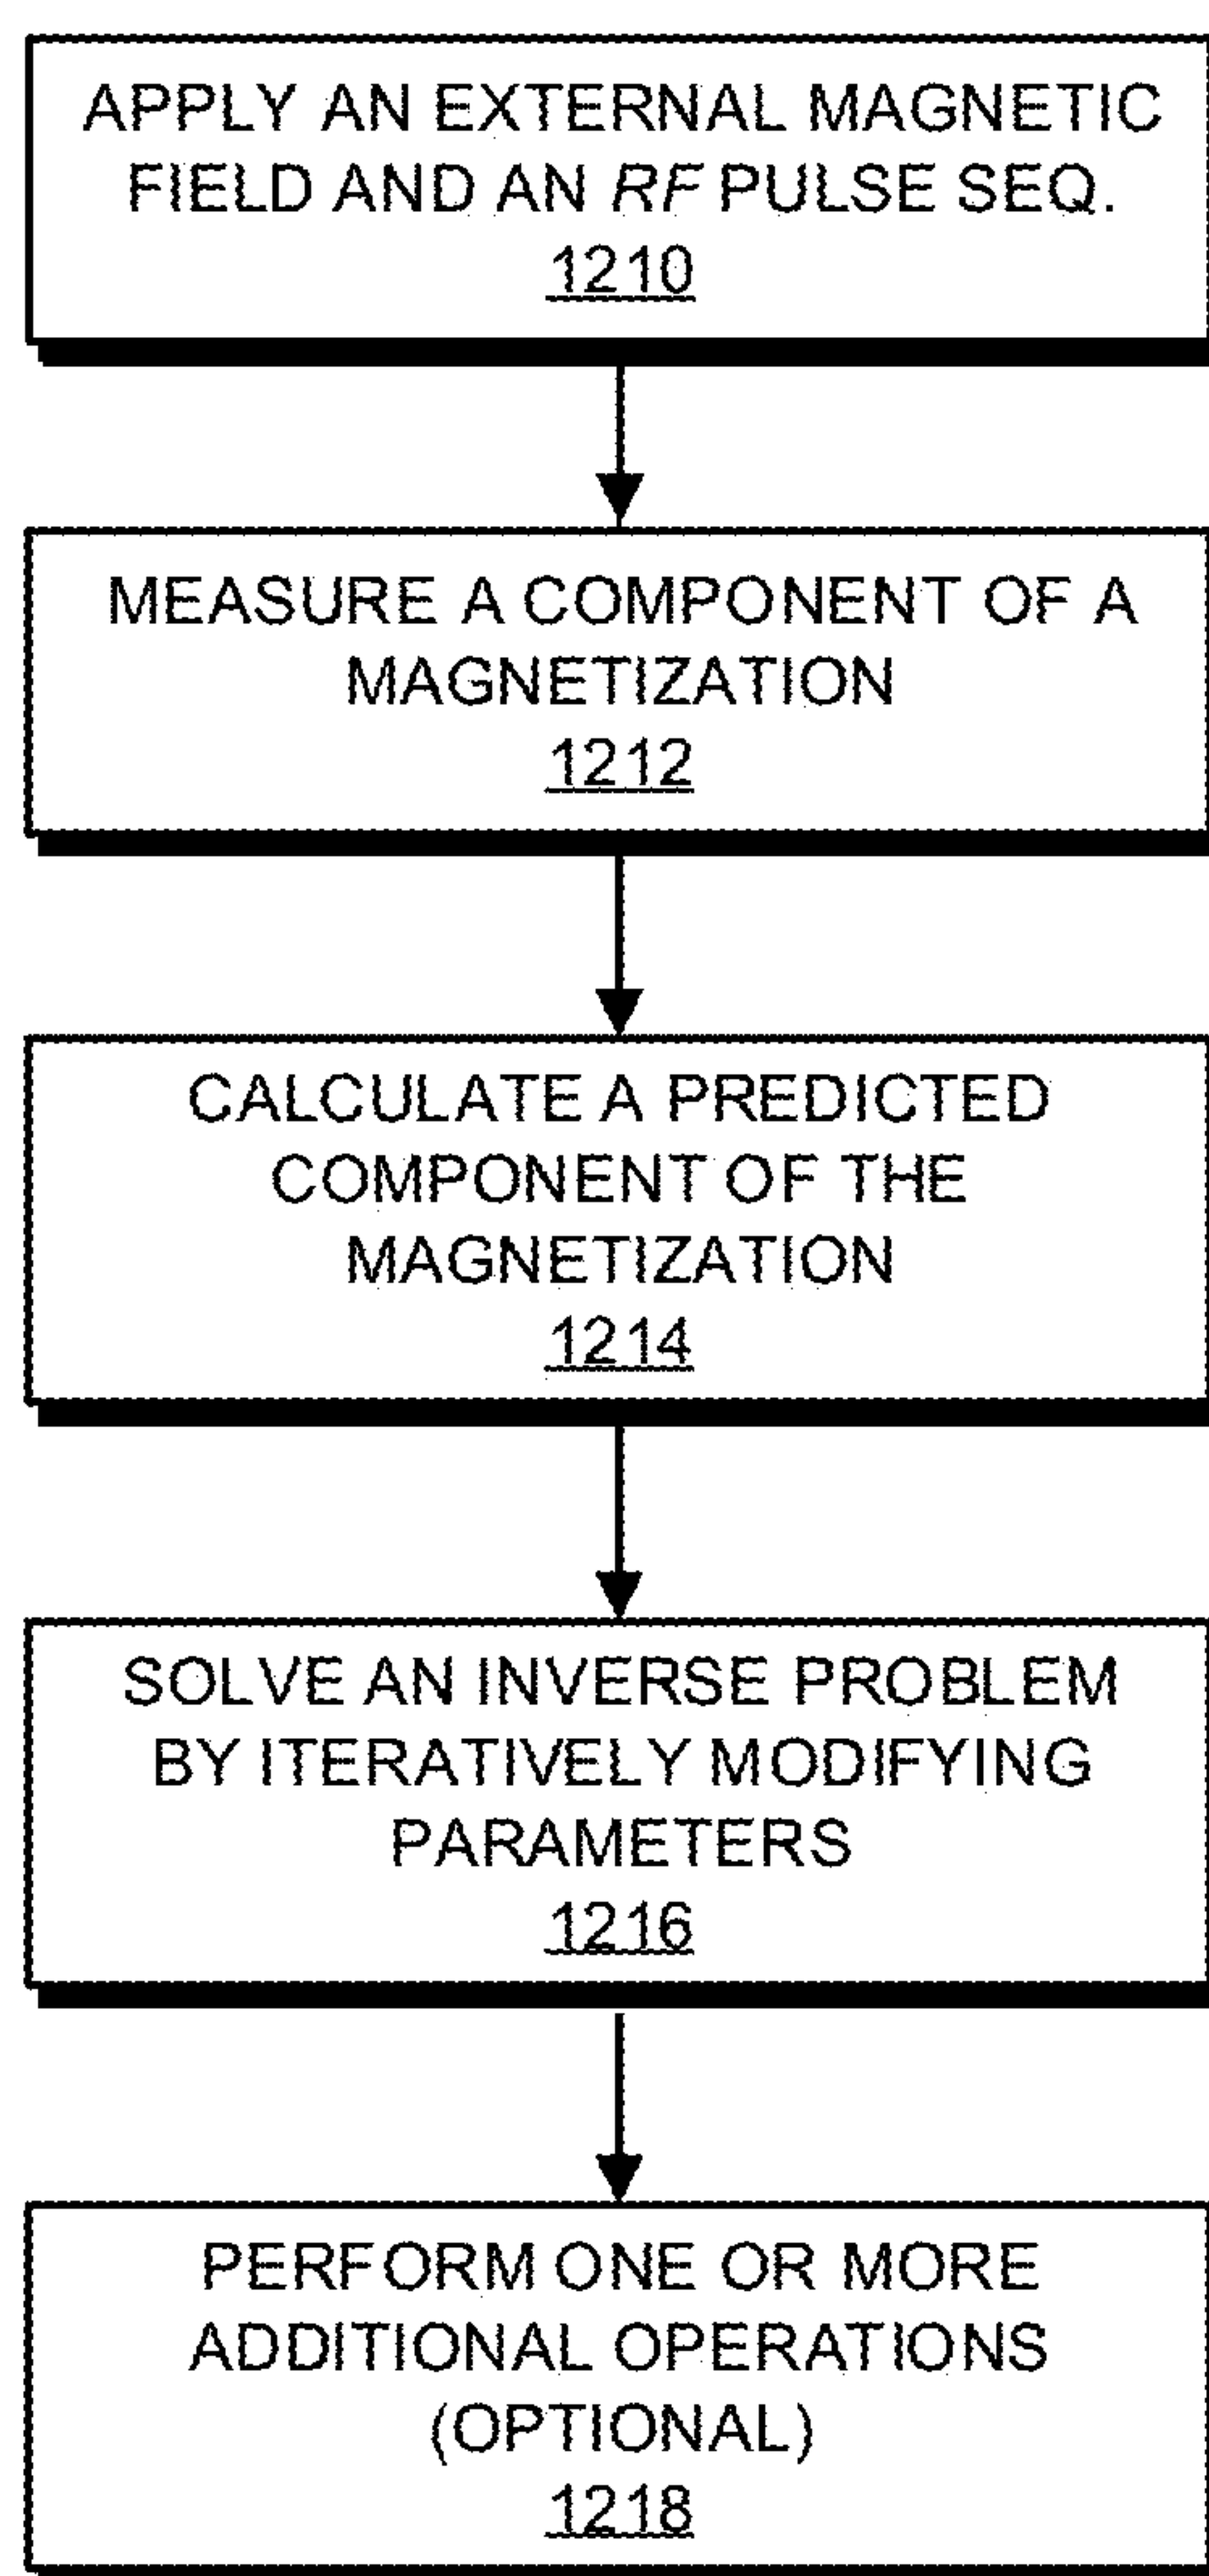 APPLY AN EXTERNAL MAGNETIC
FIELD AND AN RF PULSE SEQ.
1210
MEASURE A COMPONENT OF A
MAGNETIZATION
1212
CALCULATE A PREDICTED
COMPONENT OF THE
MAGNETIZATION
1214
SOLVE AN INVERSE PROBLEM
BY ITERATIVELY MODIFYING
PARAMETERS
1216
PERFORM ONE OR MORE
ADDITIONAL OPERATIONS
(OPTIONAL)
1218